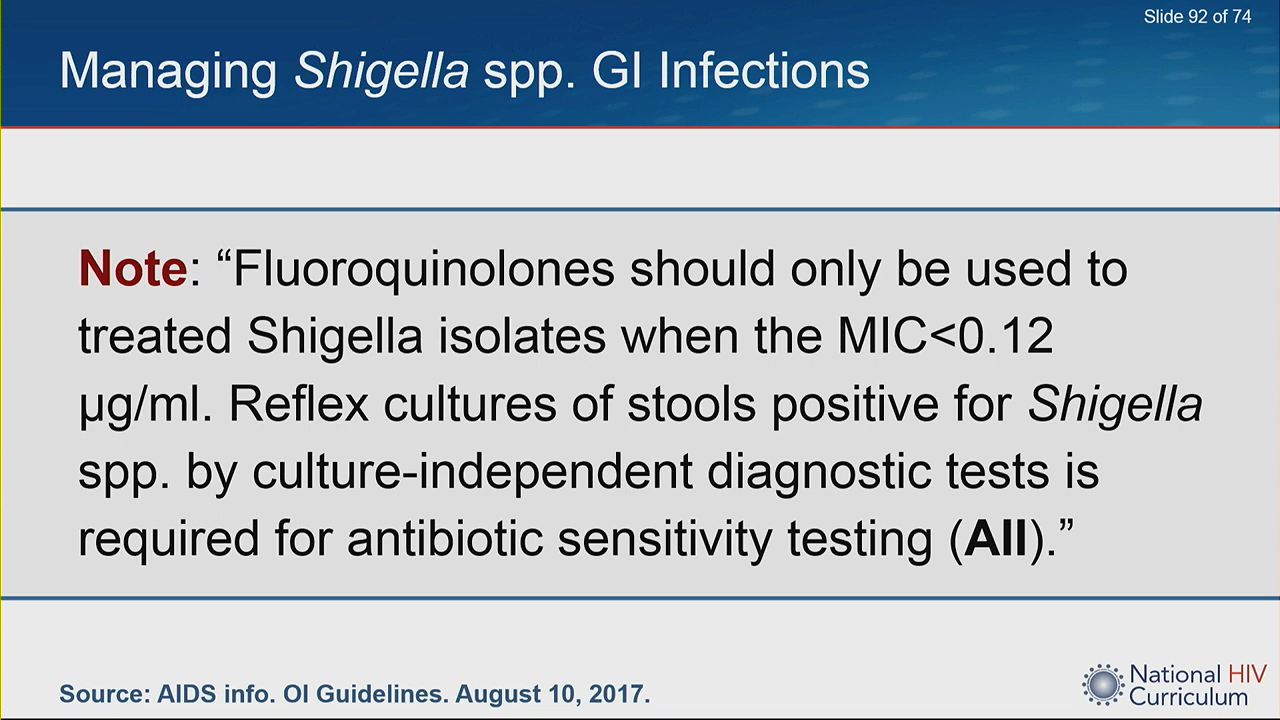 Slide 92 of 74
Managing Shigella spp. GI Infections
Note: “Fluoroquinolones should only be used to
treated Shigella isolates when the MIC<0.12
µg/ml. Reflex cultures of stools positive for Shigella
spp. by culture-independent diagnostic tests is
required for antibiotic sensitivity testing (AII).”
Source: AIDS info. OI Guidelines. August 10, 2017.
National HIV
Curriculum